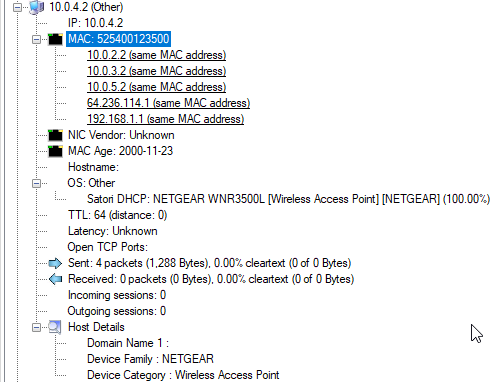 10.0.4.2 (Other)
IP: 10.0.4.2
MAC: 525400123500
10.0.2.2 (same MAC address)
10.0.3.2 (same MAC address)
10.0.5.2 (same MAC address)
64.236.114.1 (same MAC address)
192.168.1.1 (same MAC address)
NIC Vendor: Unknown
MAC Age: 2000-11-23
Hostname:
OS: Other
Satori DHCP: NETGEAR WNR3500L [Wireless Access Point] [NETGEAR] (100.00%)
TTL: 64 (distance: 0)
Latency: Unknown
Open TCP Ports:
Sent: 4 packets (1,288 Bytes), 0.00% cleartext (0 of 0 Bytes)
Received: 0 packets (0 Bytes), 0.00% cleartext (0 of 0 Bytes)
Incoming sessions: 0
Outgoing sessions: 0
Host Details
Domain Name 1 :
Device Family : NETGEAR
Device Category : Wireless Access Point